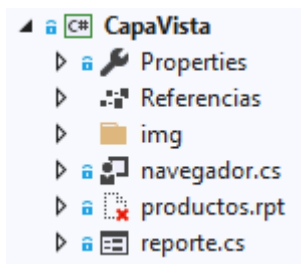 C# CapaVista
Properties
Referencias
img
navegador.cs
productos.rpt
reporte.cs